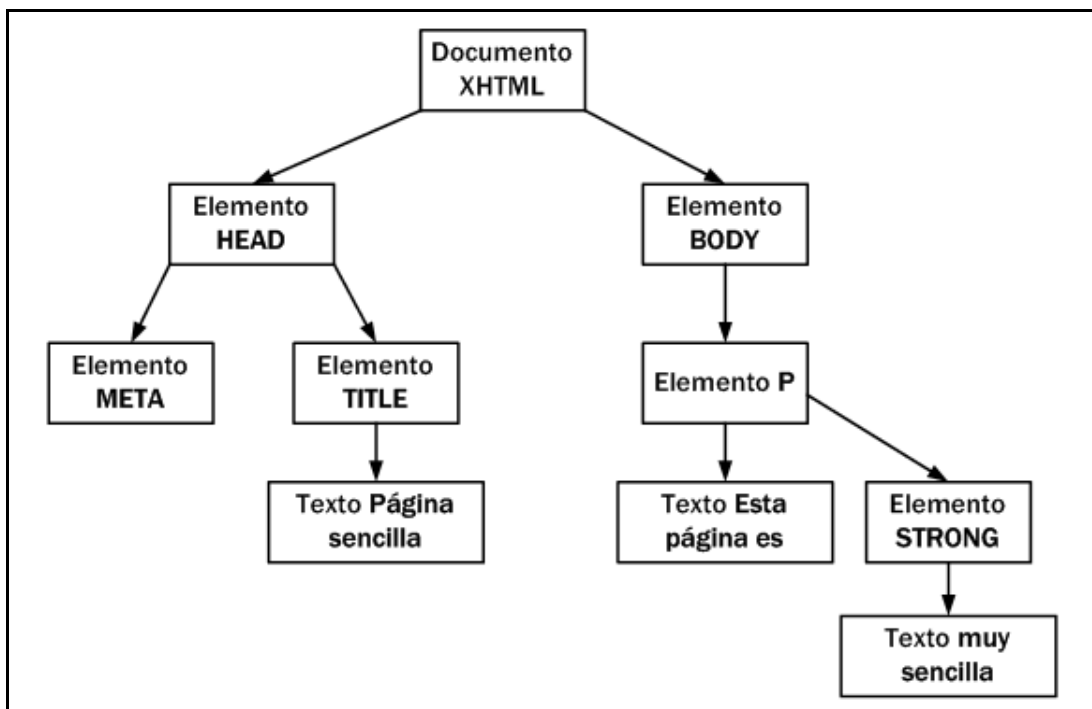 Documento
XHTML
Elemento
HEAD
Elemento
BODY
Elemento
META
Elemento
TITLE
Elemento P
Texto Página
sencilla
Texto Esta
página es
Elemento
STRONG
Texto muy
sencilla